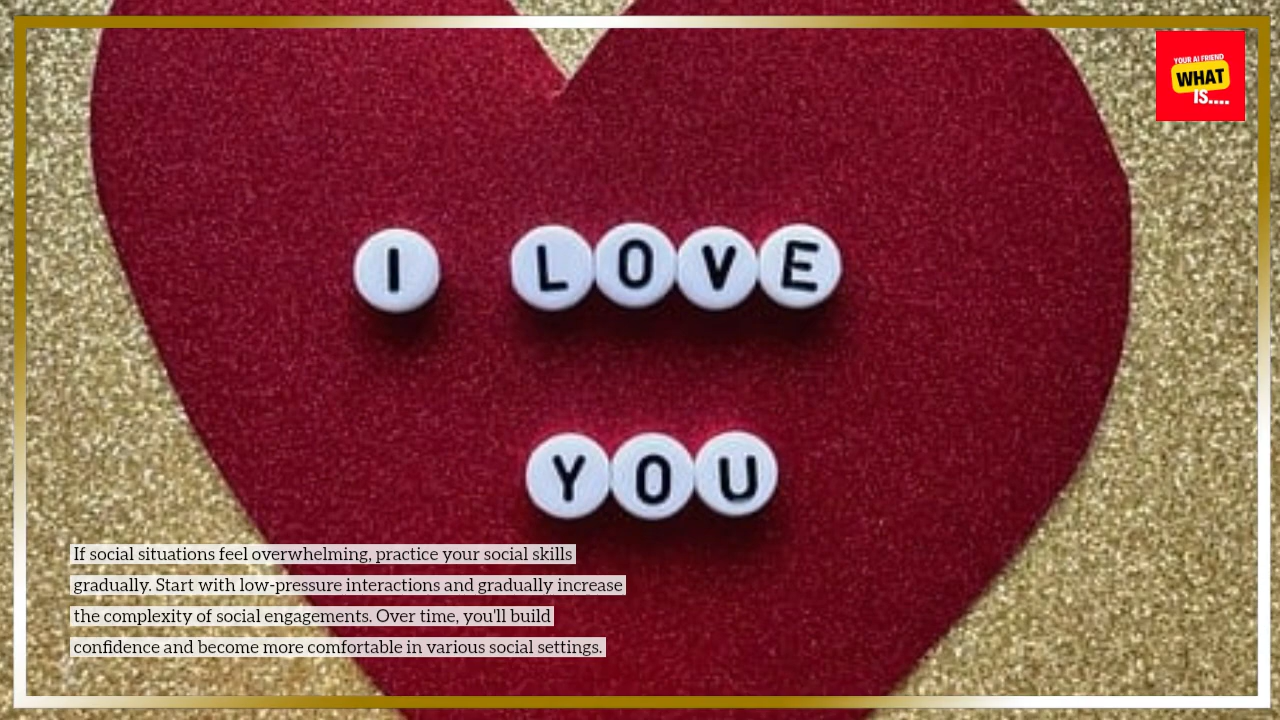 YOUR AI FRIEND
WHAT
IS....
I LOVE
YOU
If social situations feel overwhelming, practice your social skills
gradually. Start with low-pressure interactions and gradually increase
the complexity of social engagements. Over time, you'll build
confidence and become more comfortable in various social settings.